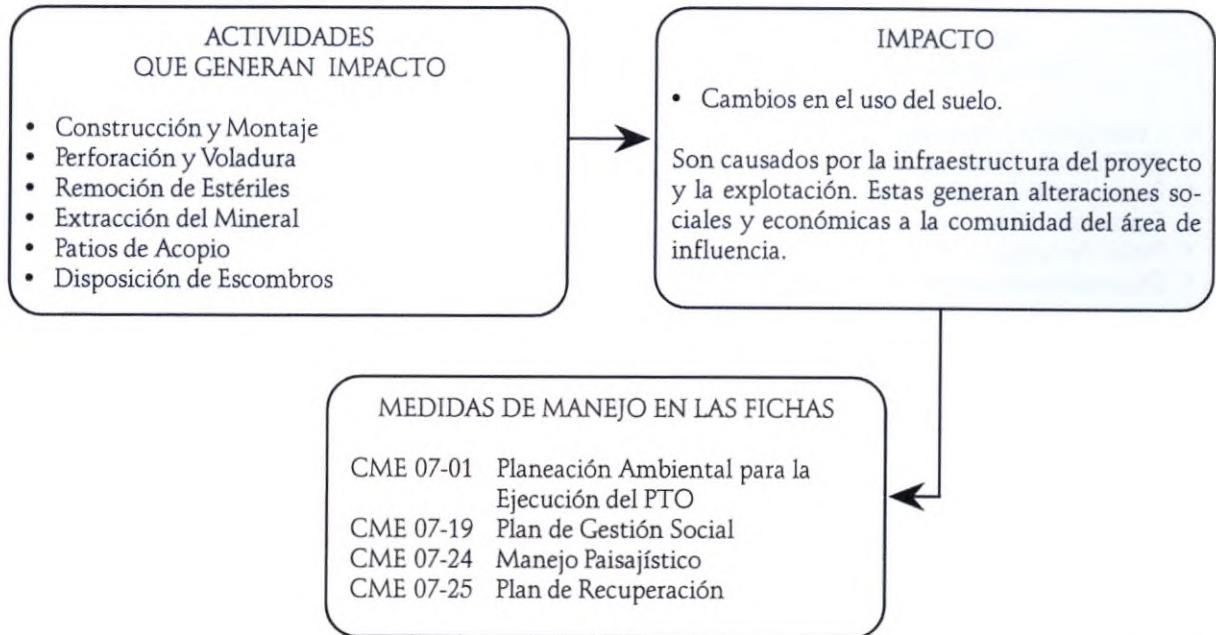 ACTIVIDADES
QUE GENERAN IMPACTO
• Construcción y Montaje
• Perforación y Voladura
• Remoción de Estériles
• Extracción del Mineral
• Patios de Acopio
• Disposición de Escombros
IMPACTO
• Cambios en el uso del suelo.
Son causados por la infraestructura del proyecto
y la explotación. Estas generan alteraciones so-
ciales y económicas a la comunidad del área de
influencia.
MEDIDAS DE MANEJO EN LAS FICHAS
CME 07-01 Planeación Ambiental para la
Ejecución del PTO
CME 07-19 Plan de Gestión Social
CME 07-24 Manejo Paisajístico
CME 07-25 Plan de Recuperación